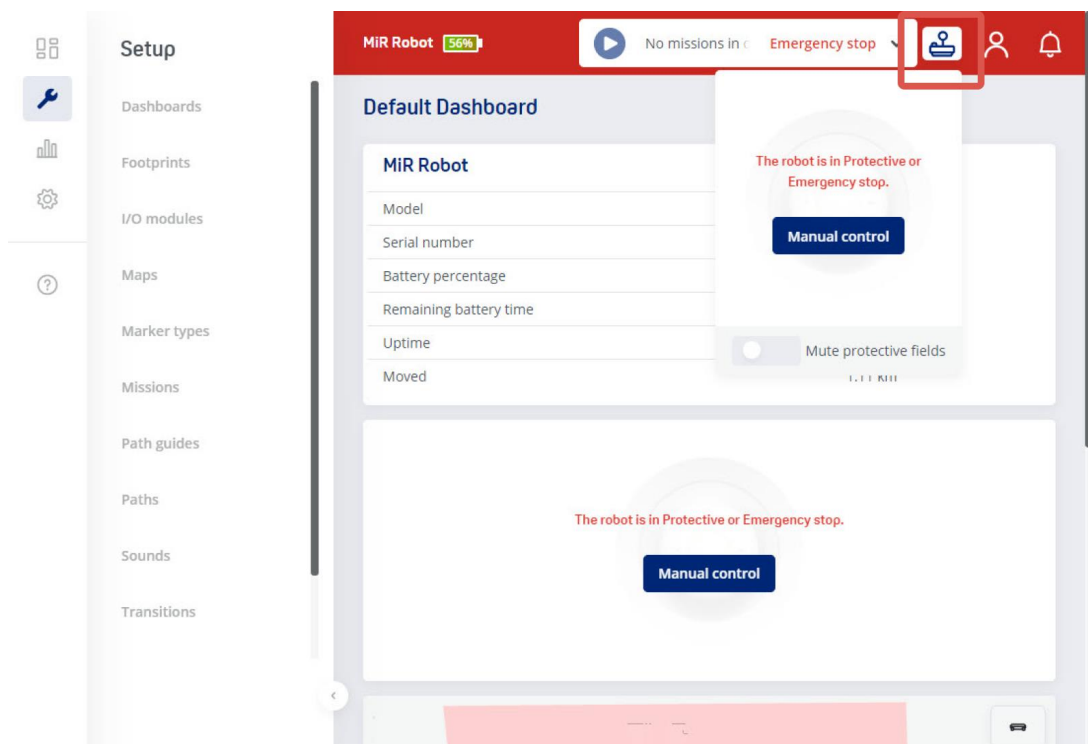 Setup
Dashboards
Footprints
I/O modules
Maps
Marker types
Missions
Path guides
Paths
Sounds
Transitions
MiR Robot 56%
No missions in Emergency stop
Default Dashboard
MiR Robot
Model
Serial number
Battery percentage
Remaining battery time
Uptime
Moved
The robot is in Protective or
Emergency stop.
Manual control
Mute protective fields
1.11 km
The robot is in Protective or Emergency stop.
Manual control